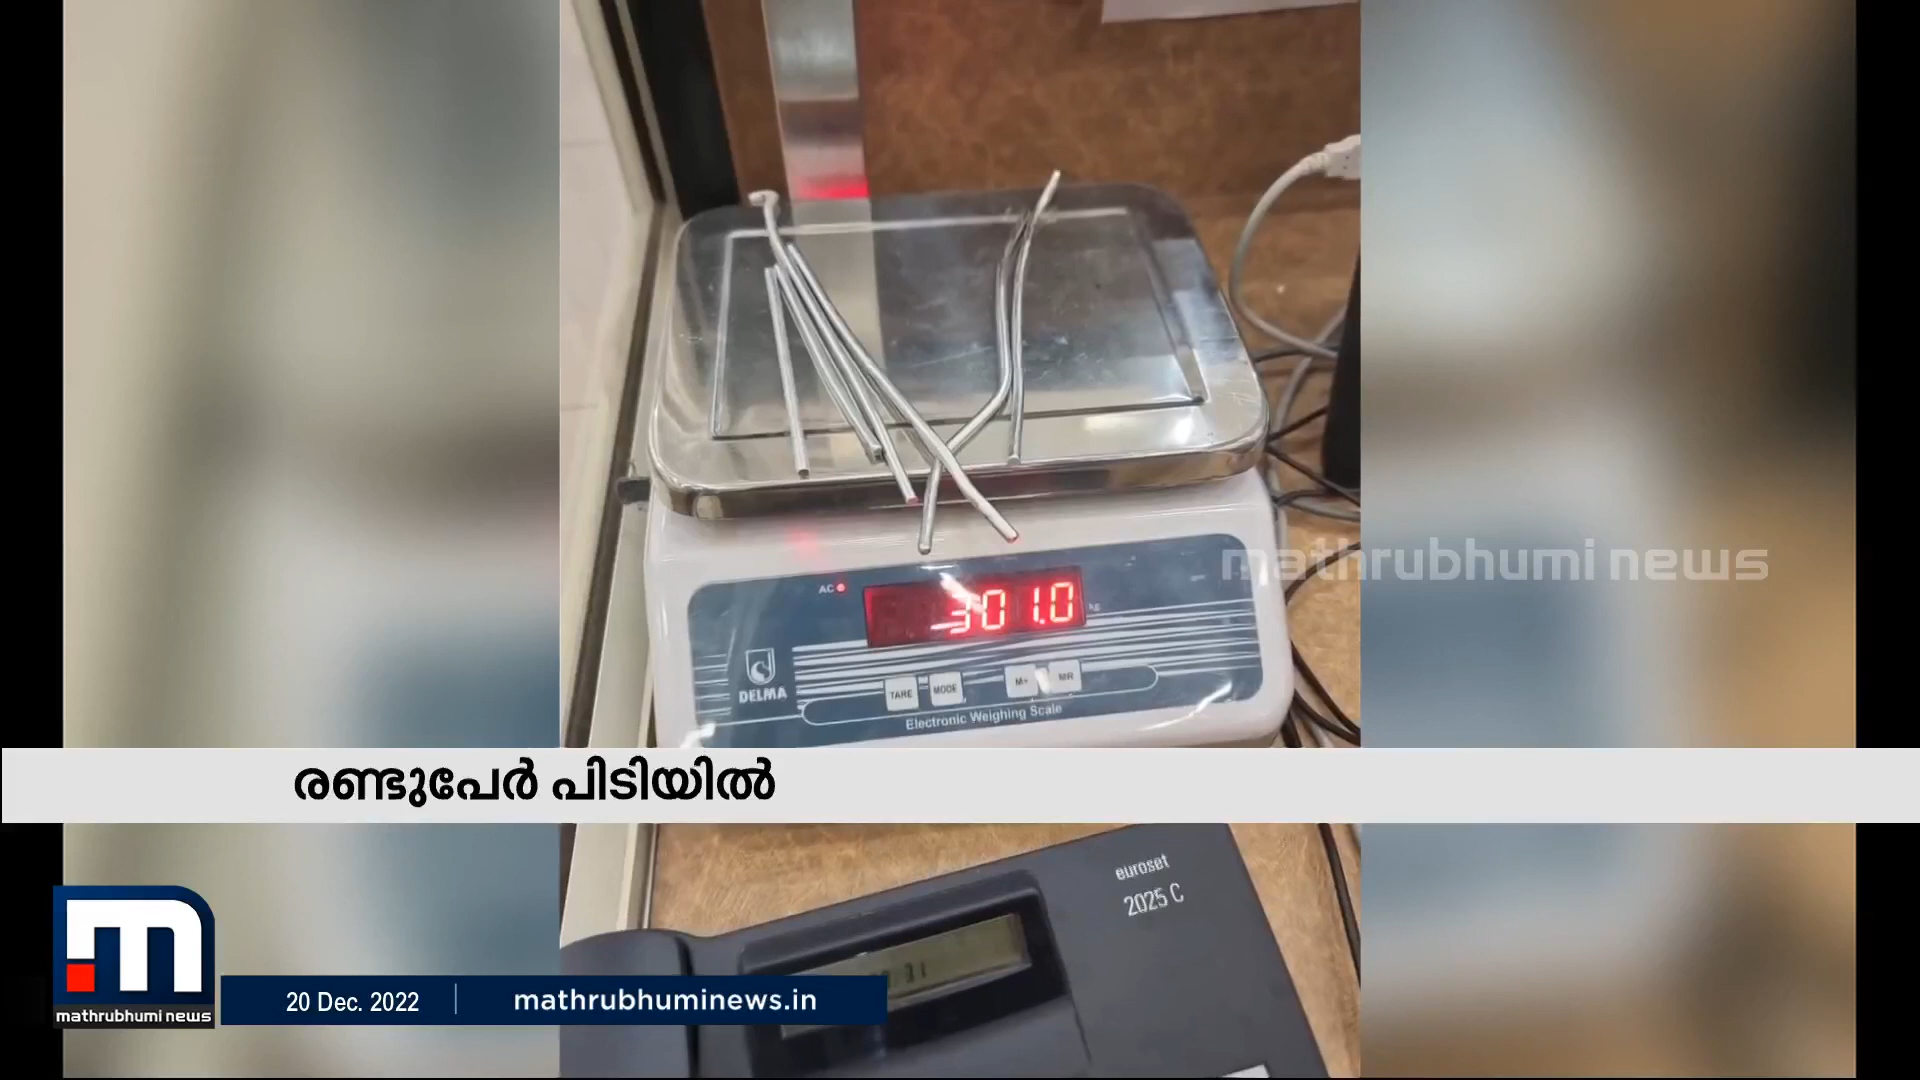 mathrubhumi news
AC
301.0
kg
DELMA
TARE
MODE
M+
MR
Electronic Weighing Scale
രണ്ടുപേർ പിടിയിൽ
euroset
2025 C
mathrubhumi news
20 Dec. 2022
mathrubhuminews.in